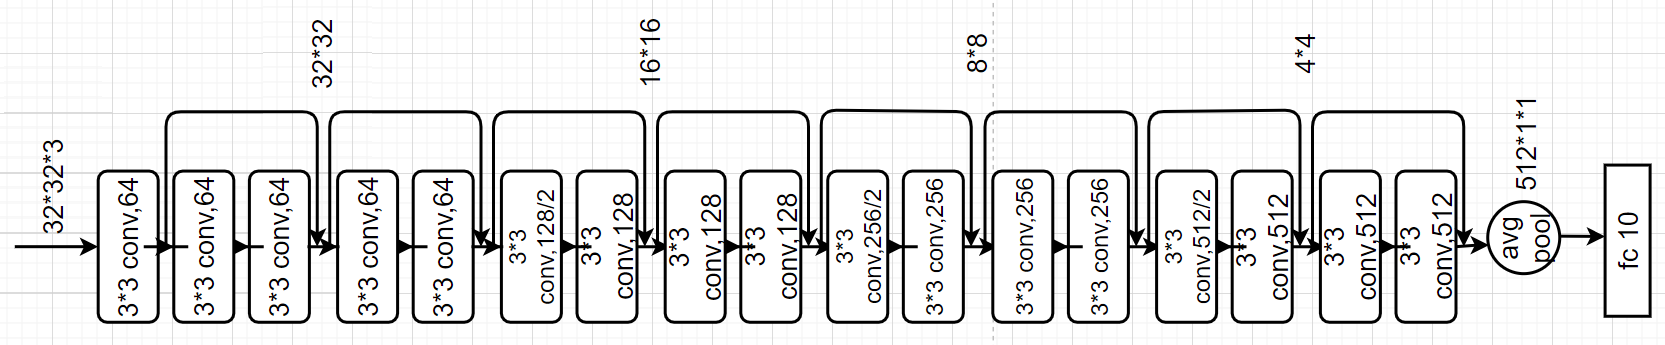 32*32*3
3*3 conv,64
3*3 conv,64
3*3 conv,64
32*32
3*3 conv,64
3*3 conv,64
3*3
conv,128/2
3*3
conv,128
16*16
3*3
conv,128
3*3
conv,128
3*3
conv,256/2
3*3 conv,256
8*8
3*3 conv,256
3*3 conv,256
3*3
conv,512/2
3*3
conv,512
4*4
3*3
conv,512
3*3
conv,512
avg
pool
512*1*1
fc 10